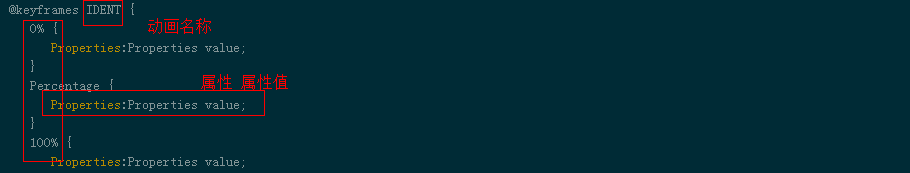 @keyframes IDENT {
0% { 动画名称
Properties:Properties value;
}
Percentage { 属性 属性值
Properties:Properties value;
}
100% {
Properties:Properties value;